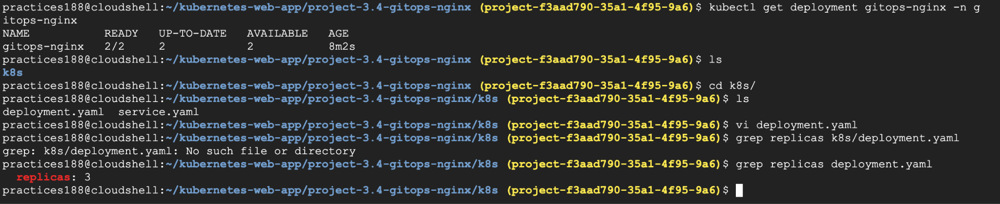 practices188@cloudshell:~/kubernetes-web-app/project-3.4-gitops-nginx (project-f3aad790-35a1-4f95-9a6)$ kubectl get deployment gitops-nginx -n g
itops-nginx
NAME           READY   UP-TO-DATE   AVAILABLE   AGE
gitops-nginx   2/2     2            2           8m2s
practices188@cloudshell:~/kubernetes-web-app/project-3.4-gitops-nginx (project-f3aad790-35a1-4f95-9a6)$ ls
k8s
practices188@cloudshell:~/kubernetes-web-app/project-3.4-gitops-nginx (project-f3aad790-35a1-4f95-9a6)$ cd k8s/
practices188@cloudshell:~/kubernetes-web-app/project-3.4-gitops-nginx/k8s (project-f3aad790-35a1-4f95-9a6)$ ls
deployment.yaml  service.yaml
practices188@cloudshell:~/kubernetes-web-app/project-3.4-gitops-nginx/k8s (project-f3aad790-35a1-4f95-9a6)$ vi deployment.yaml
practices188@cloudshell:~/kubernetes-web-app/project-3.4-gitops-nginx/k8s (project-f3aad790-35a1-4f95-9a6)$ grep replicas k8s/deployment.yaml
grep: k8s/deployment.yaml: No such file or directory
practices188@cloudshell:~/kubernetes-web-app/project-3.4-gitops-nginx/k8s (project-f3aad790-35a1-4f95-9a6)$ grep replicas deployment.yaml
  replicas: 3
practices188@cloudshell:~/kubernetes-web-app/project-3.4-gitops-nginx/k8s (project-f3aad790-35a1-4f95-9a6)$